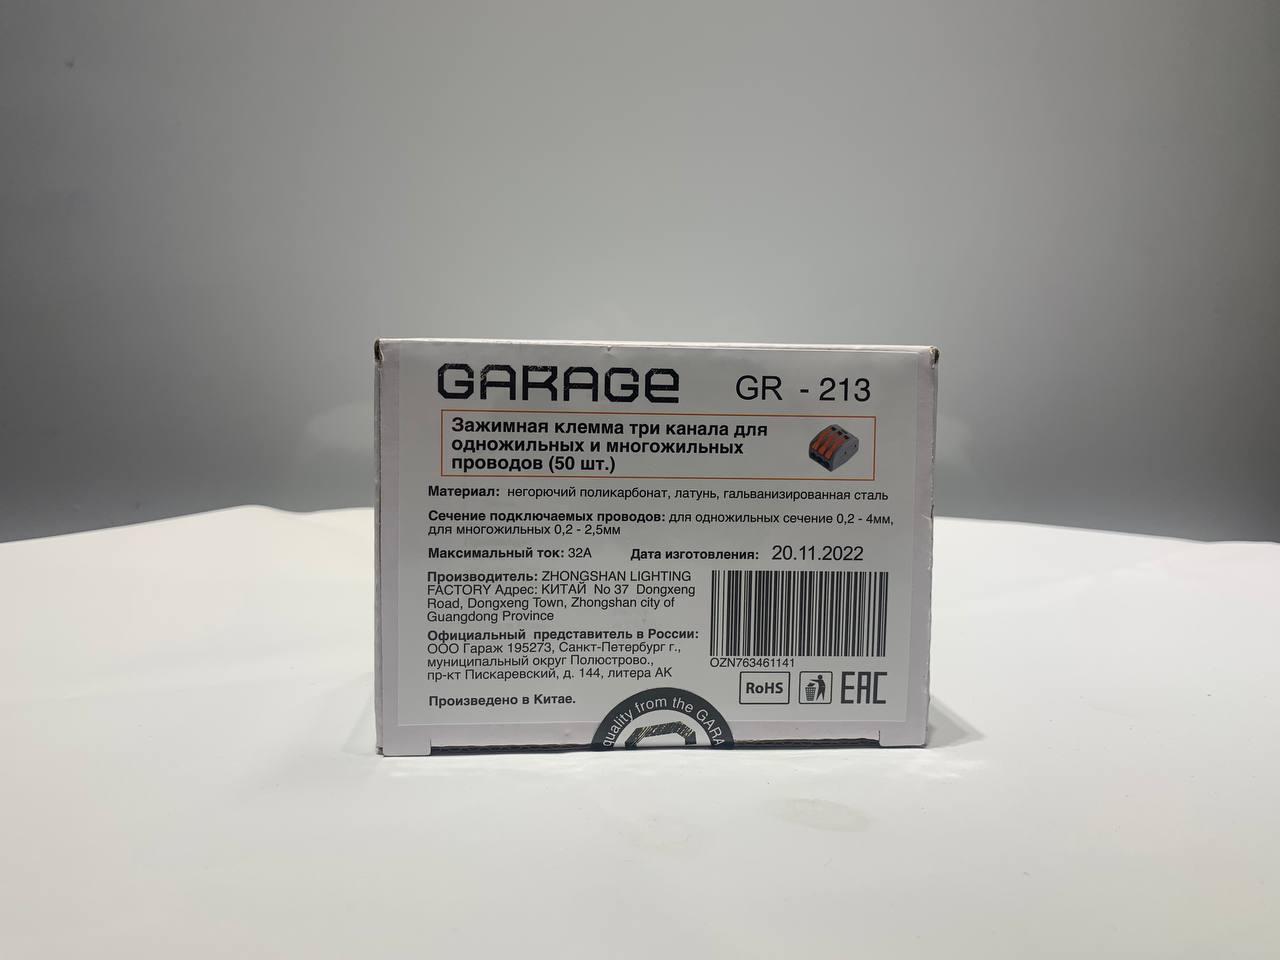 GARAGE GR - 213
Зажимная клемма три канала для
одножильных и многожильных
проводов (50 шт.)
Материал: негорючий поликарбонат, латунь, гальванизированная сталь
Сечение подключаемых проводов: для одножильных сечение 0,2 - 4мм,
для многожильных 0,2 - 2,5мм
Максимальный ток: 32А Дата изготовления: 20.11.2022
Производитель: ZHONGSHAN LIGHTING
FACTORY Адрес: КИТАЙ No 37 Dongxeng
Road, Dongxeng Town, Zhongshan city of
Guangdong Province
Официальный представитель в России:
ООО Гараж 195273, Санкт-Петербург г.,
муниципальный округ Полюстрово.,
пр-кт Пискаревский, д. 144, литера АК
Произведено в Китае.
OZN763461141
RoHS EAC
quality from the GARA